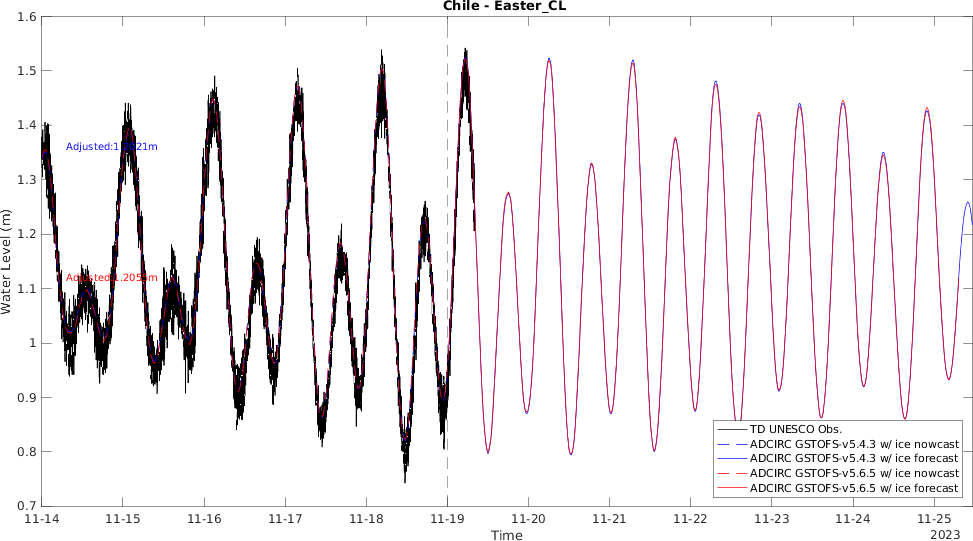 Chile - Easter_CL
1.6
1.5
1.4
1.3
1.2
1.1
1
0.9
0.8
0.7
Water Level (m)
Adjusted:1
21m
Adjusted:1.205
m
TD UNESCO Obs.
ADCIRC GSTOFS-v5.4.3 w/ ice nowcast
ADCIRC GSTOFS-v5.4.3 w/ ice forecast
ADCIRC GSTOFS-v5.6.5 w/ ice nowcast
ADCIRC GSTOFS-v5.6.5 w/ ice forecast
11-14 11-15 11-16 11-17 11-18 11-19 11-20 11-21 11-22 11-23 11-24 11-25
Time
2023